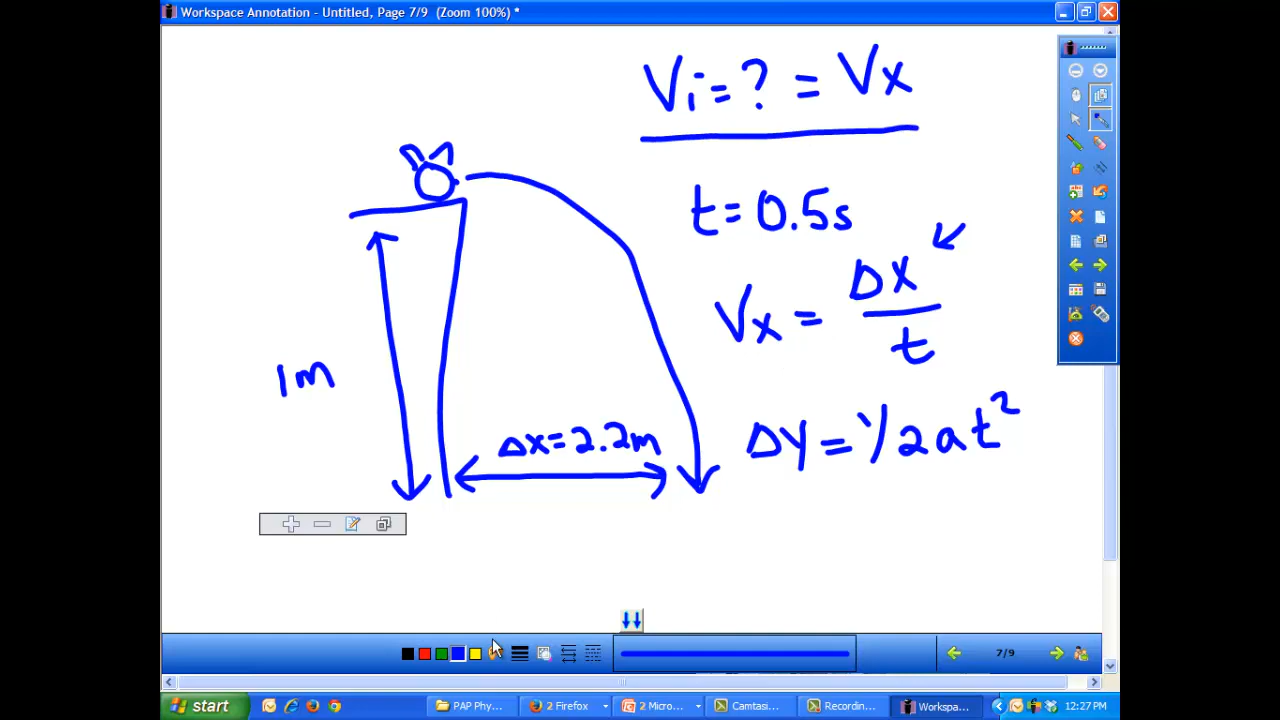 Workspace Annotation - Untitled, Page 7/9 (Zoom 100%) *
Vi = ? = Vx
t = 0.5s
Vx = Δx / t
1m
Δx = 2.2m
Δy = 1/2at²
7/9
start
PAP Phy...
2 Firefox
2 Micro...
Camtasi...
Recordin...
Workspa...
12:27 PM